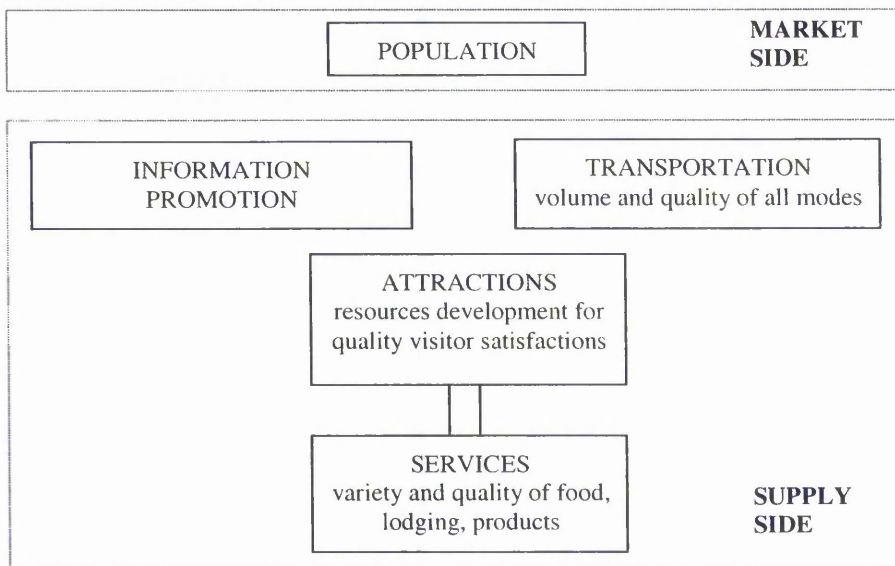 POPULATION
MARKET
SIDE
INFORMATION
PROMOTION
TRANSPORTATION
volume and quality of all modes
ATTRACTIONS
resources development for
quality visitor satisfactions
SERVICES
variety and quality of food,
lodging, products
SUPPLY
SIDE